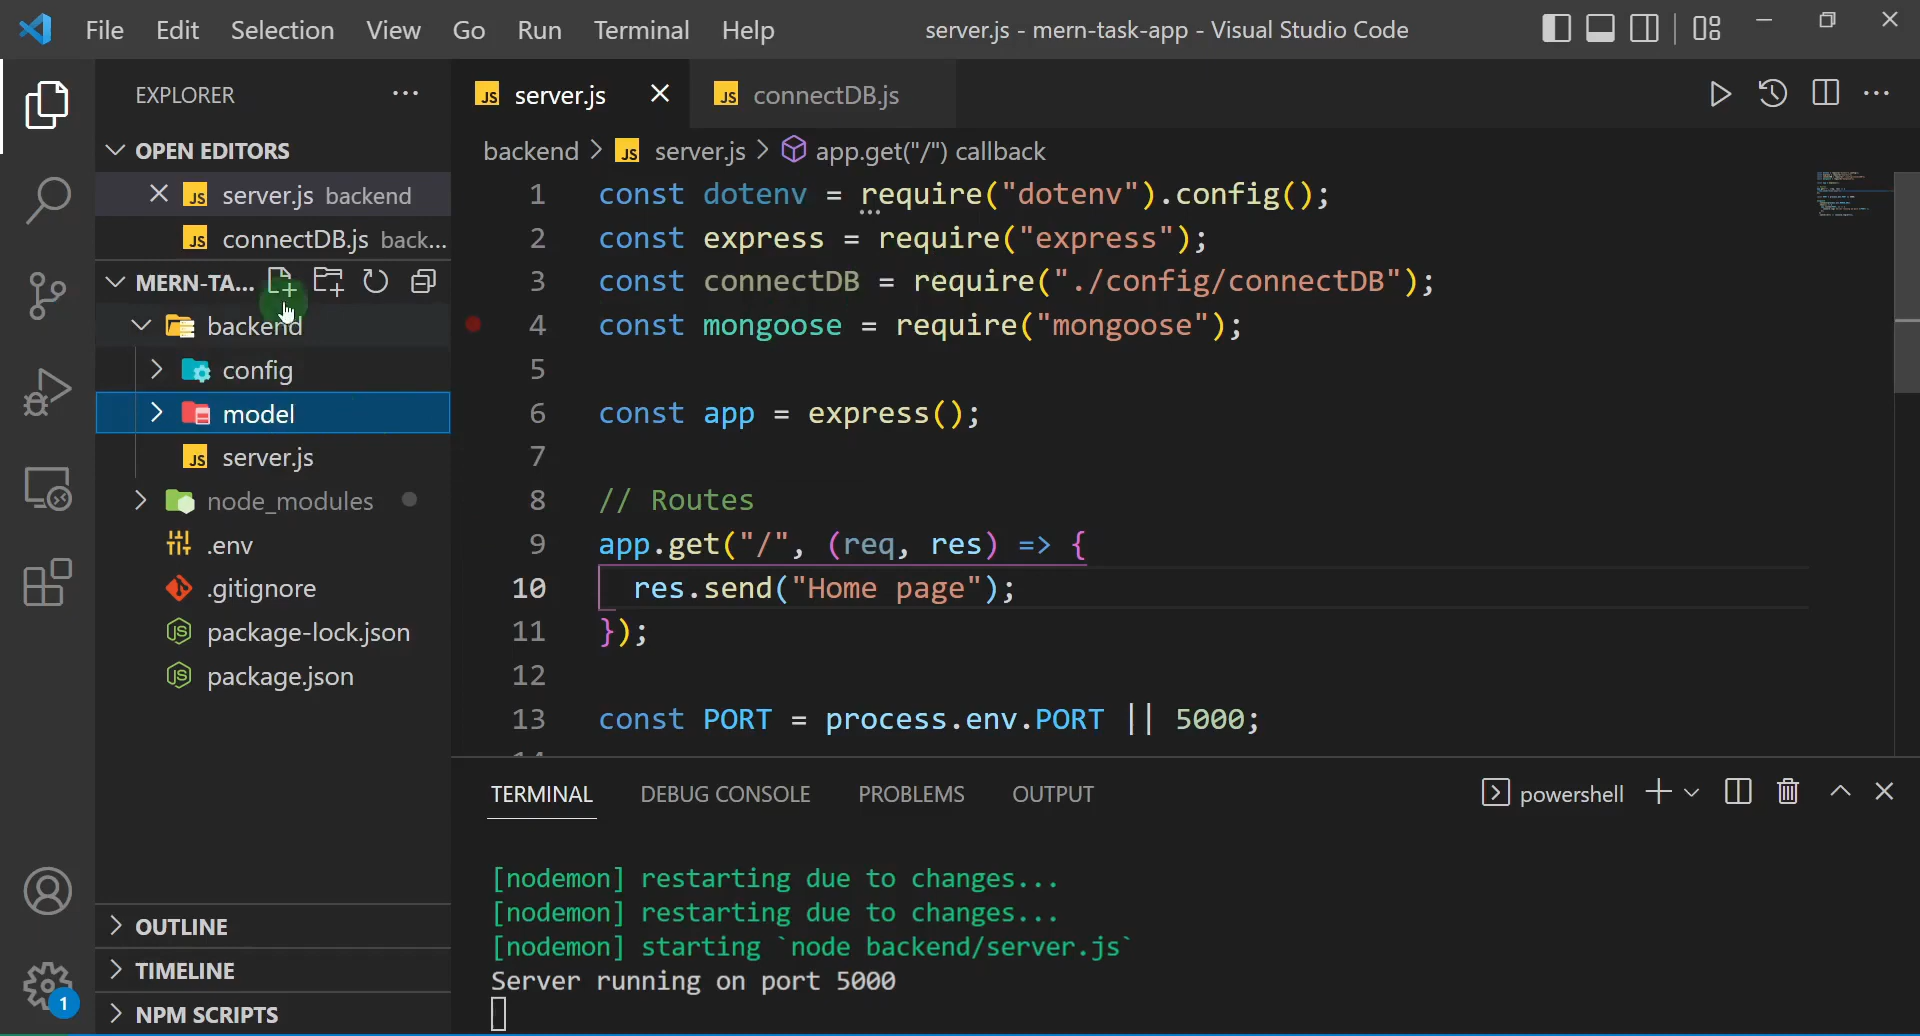 File Edit Selection View Go Run Terminal Help server.js - mern-task-app - Visual Studio Code
EXPLORER
OPEN EDITORS
server.js backend
connectDB.js back...
MERN-TA...
backend
config
model
server.js
node_modules
.env
.gitignore
package-lock.json
package.json
OUTLINE
TIMELINE
NPM SCRIPTS
1
server.js connectDB.js
backend > server.js > app.get("/") callback
1 const dotenv = require("dotenv").config();
2 const express = require("express");
3 const connectDB = require("./config/connectDB");
4 const mongoose = require("mongoose");
5
6 const app = express();
7
8 // Routes
9 app.get("/", (req, res) => {
10 res.send("Home page");
11 });
12
13 const PORT = process.env.PORT || 5000;
TERMINAL DEBUG CONSOLE PROBLEMS OUTPUT powershell
[nodemon] restarting due to changes...
[nodemon] restarting due to changes...
[nodemon] starting `node backend/server.js`
Server running on port 5000